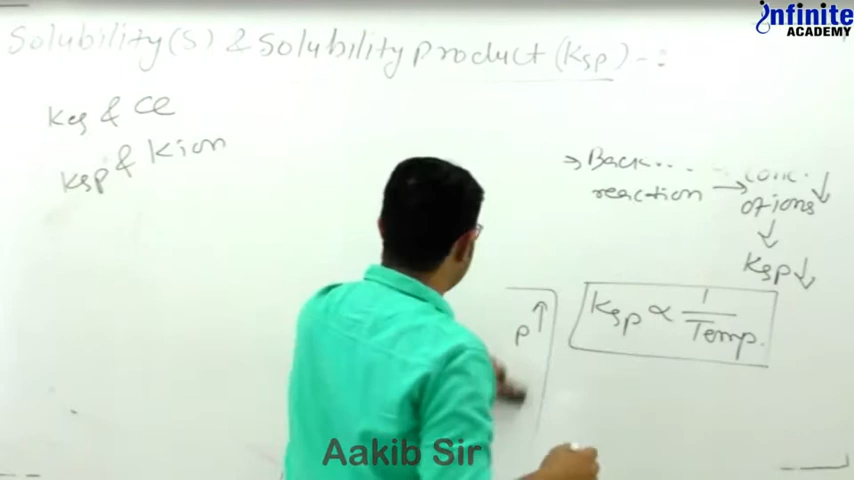 infinite
ACADEMY
Solubility(S) & Solubility product (Ksp) -:
Keq & Ce
Ksp & Kion
→ Back...
reaction → conc. ↓
of ions
↓
Ksp ↓
P ↑
Ksp ∝ 1/Temp.
Aakib Sir